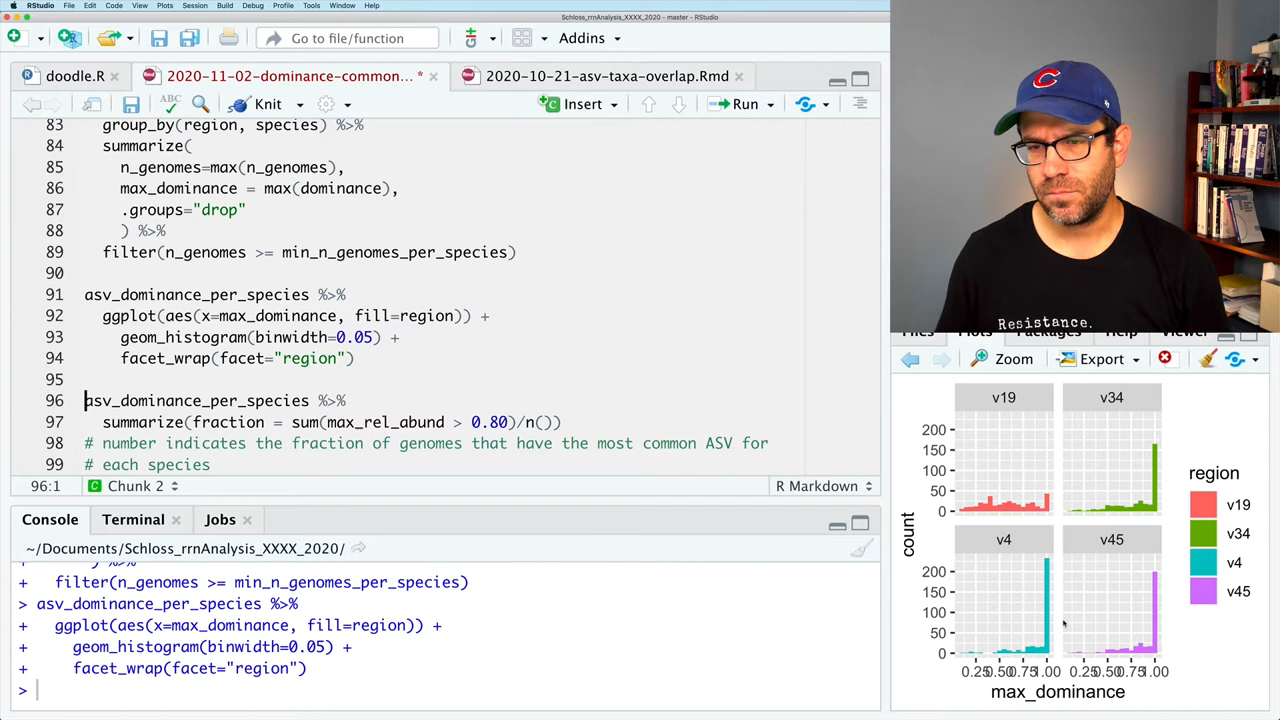 RStudio File Edit Code View Plots Session Build Debug Profile Tools Window Help
Schloss_rrnAnalysis_XXXX_2020 - master - RStudio
Go to file/function Addins
doodle.R 2020-11-02-dominance-common...* 2020-10-21-asv-taxa-overlap.Rmd
ABC Knit Insert Run
83 group_by(region, species) %>%
84 summarize(
85 n_genomes=max(n_genomes),
86 max_dominance = max(dominance),
87 .groups="drop"
88 ) %>%
89 filter(n_genomes >= min_n_genomes_per_species)
90
91 asv_dominance_per_species %>%
92 ggplot(aes(x=max_dominance, fill=region)) +
93 geom_histogram(binwidth=0.05) +
94 facet_wrap(facet="region")
95
96 asv_dominance_per_species %>%
97 summarize(fraction = sum(max_rel_abund > 0.80)/n())
98 # number indicates the fraction of genomes that have the most common ASV for
99 # each species
96:1 Chunk 2 R Markdown
Console Terminal Jobs
~/Documents/Schloss_rrnAnalysis_XXXX_2020/
+ filter(n_genomes >= min_n_genomes_per_species)
> asv_dominance_per_species %>%
+ ggplot(aes(x=max_dominance, fill=region)) +
+ geom_histogram(binwidth=0.05) +
+ facet_wrap(facet="region")
>
C
Resistance.
Files Plots Packages Help Viewer
Zoom Export
v19 v34
200
150
100
50
0
v4 v45
200
150
100
50
0
0.25 0.50 0.75 1.00 0.25 0.50 0.75 1.00
max_dominance
count
region
v19
v34
v4
v45